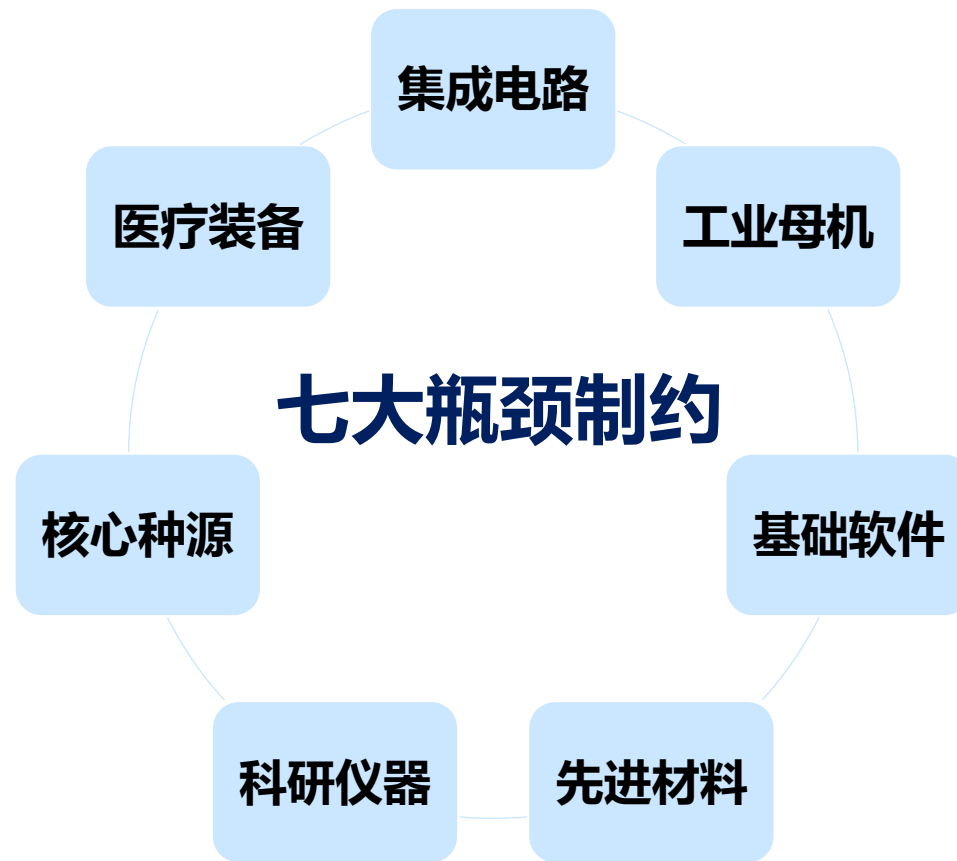 集成电路
医疗装备
工业母机
七大瓶颈制约
核心种源
基础软件
科研仪器
先进材料